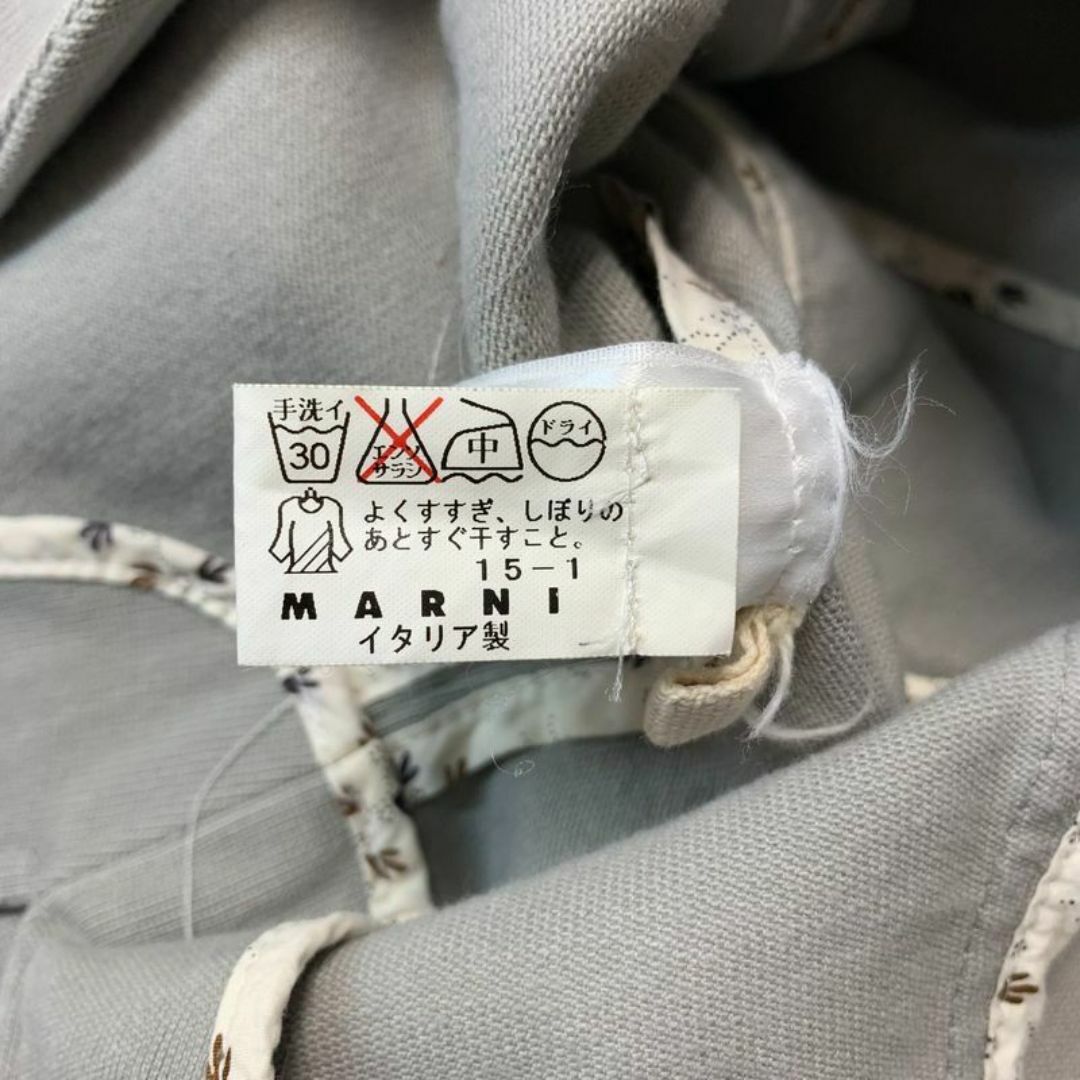 手洗イ
30
エンソ
サラシ
中
ドライ
よくすすぎ、しぼりの
あとすぐ干すこと。
15-1
MARNI
イタリア製